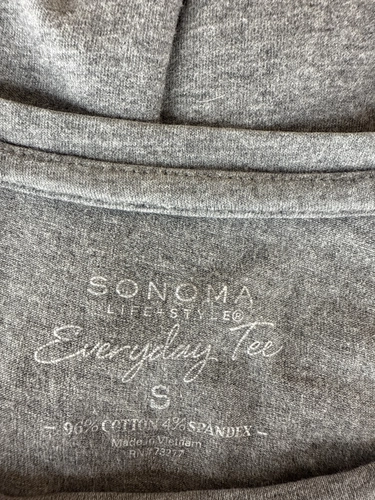 SONOMA
LIFE+STYLE®
Everyday Tee
S
- 96% COTTON 4% SPANDEX -
Made in Vietnam
RN 73277